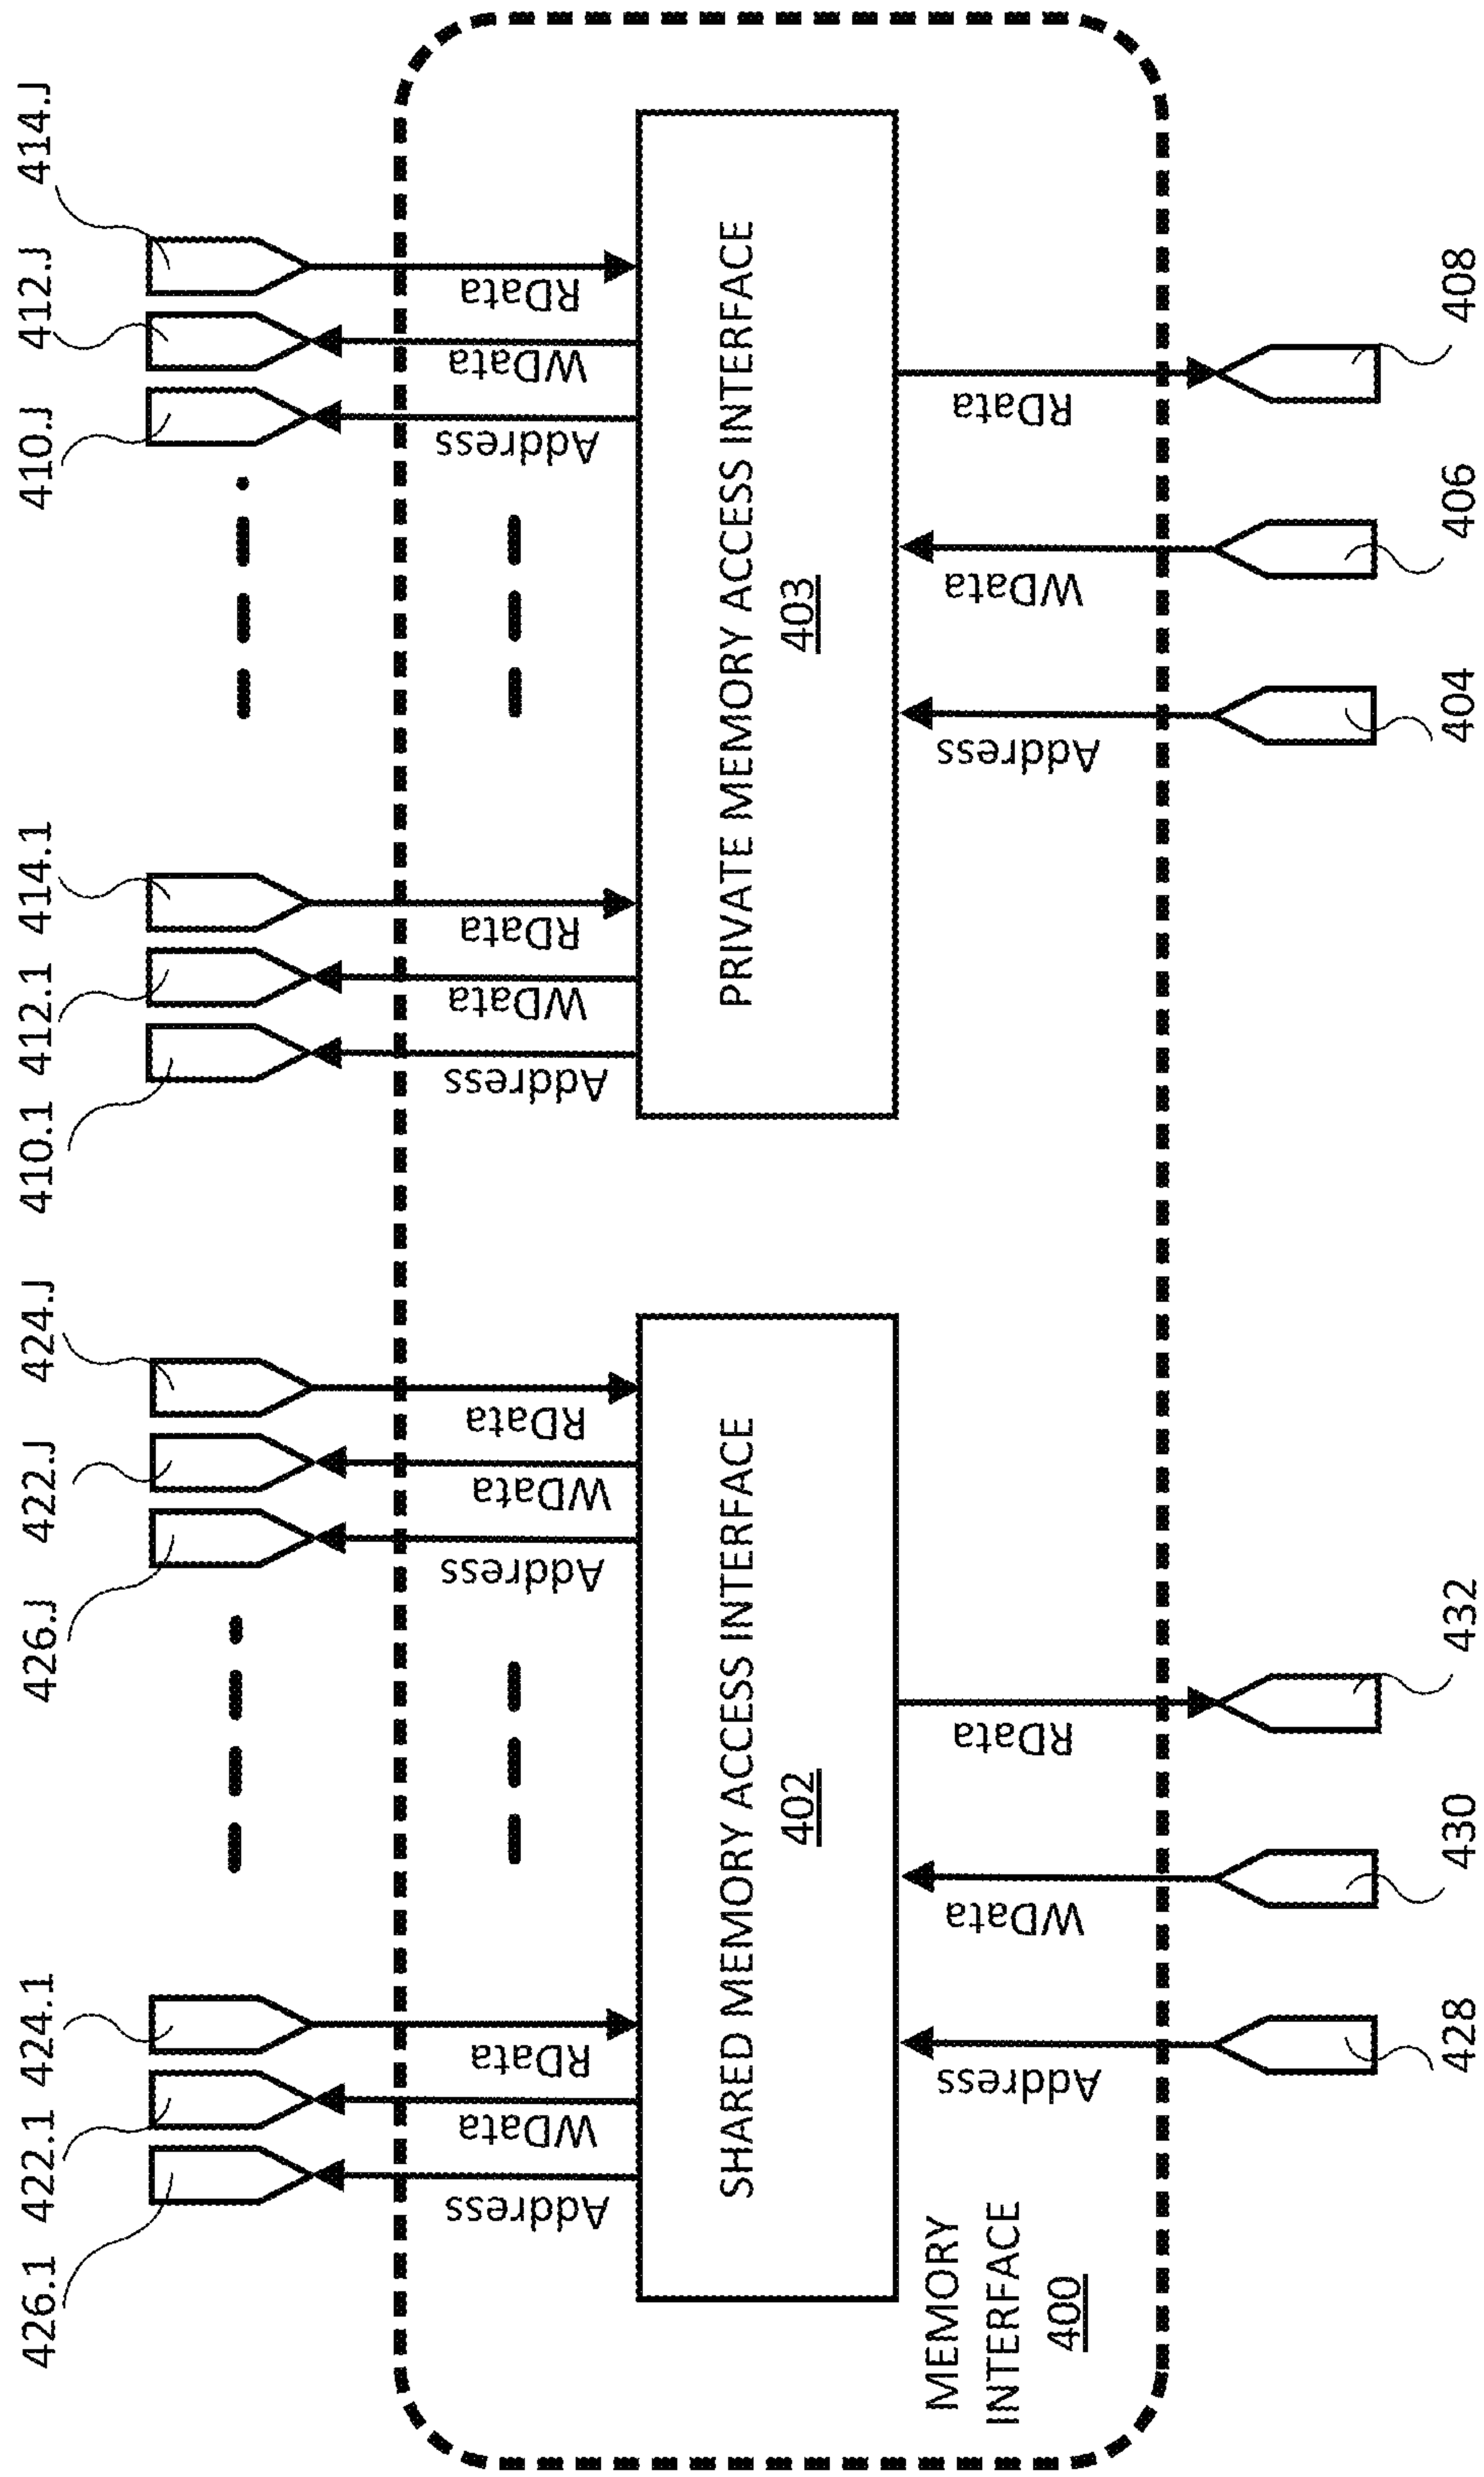 426.1 422.1 424.1 426.J 422.J 424.J 410.1 412.1 414.1 410.J 412.J 414.J
Address WData RData Address WData RData Address WData RData Address WData RData
SHARED MEMORY ACCESS INTERFACE
402
PRIVATE MEMORY ACCESS INTERFACE
403
MEMORY
INTERFACE
400
Address WData RData Address WData RData
428 430 432 404 406 408